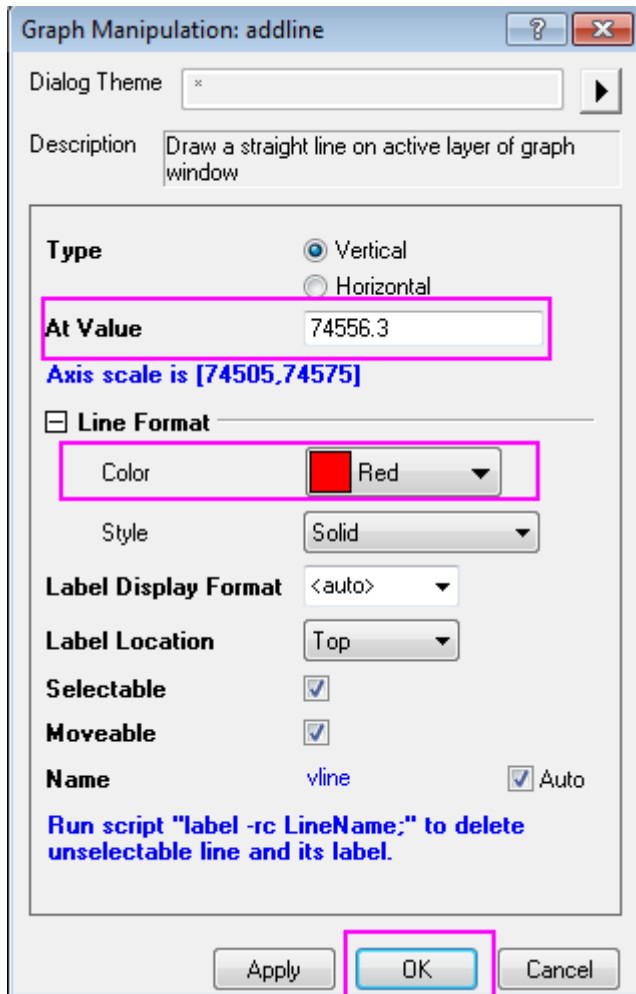 Graph Manipulation: addline
Dialog Theme *
Description Draw a straight line on active layer of graph
window
Type Vertical
Horizontal
At Value 74556.3
Axis scale is [74505,74575]
Line Format
Color Red
Style Solid
Label Display Format <auto>
Label Location Top
Selectable
Moveable
Name vline Auto
Run script "label -rc LineName;" to delete
unselectable line and its label.
Apply OK Cancel